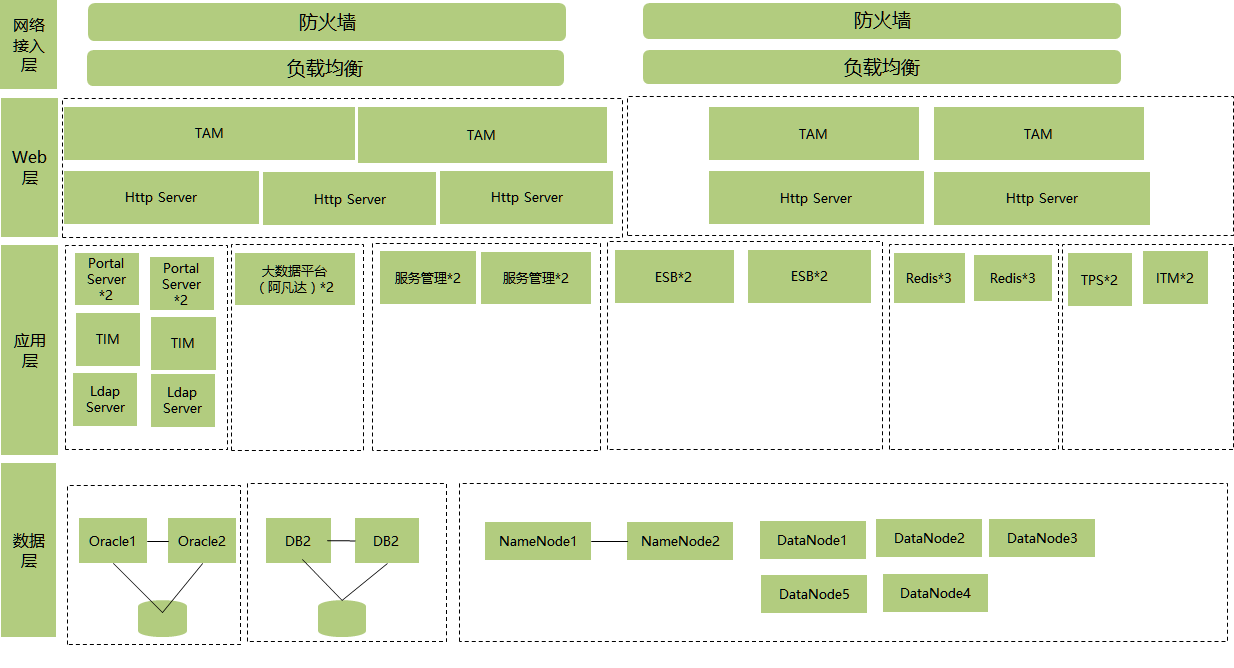 网络
接入
层
防火墙
防火墙
负载均衡
负载均衡
Web
层
TAM
TAM
TAM
TAM
Http Server
Http Server
Http Server
Http Server
Http Server
应用
层
Portal
Server
*2
Portal
Server
*2
TIM
TIM
Ldap
Server
Ldap
Server
大数据平台
（阿凡达）*2
服务管理*2
服务管理*2
ESB*2
ESB*2
Redis*3
Redis*3
TPS*2
ITM*2
数据
层
Oracle1
Oracle2
DB2
DB2
NameNode1
NameNode2
DataNode1
DataNode2
DataNode3
DataNode5
DataNode4